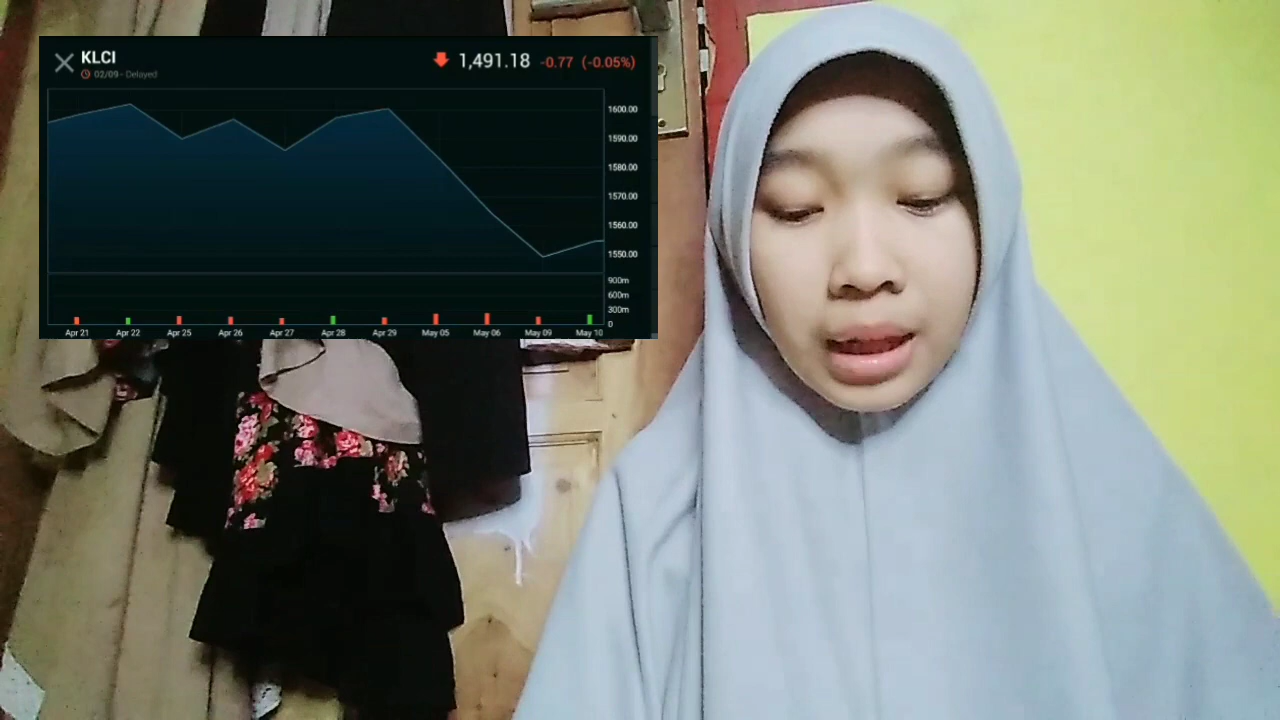 KLCI
02/09 - Delayed
1,491.18 -0.77 (-0.05%)
1600.00
1590.00
1580.00
1570.00
1560.00
1550.00
900m
600m
300m
0
Apr 21 Apr 22 Apr 25 Apr 26 Apr 27 Apr 28 Apr 29 May 05 May 06 May 09 May 10